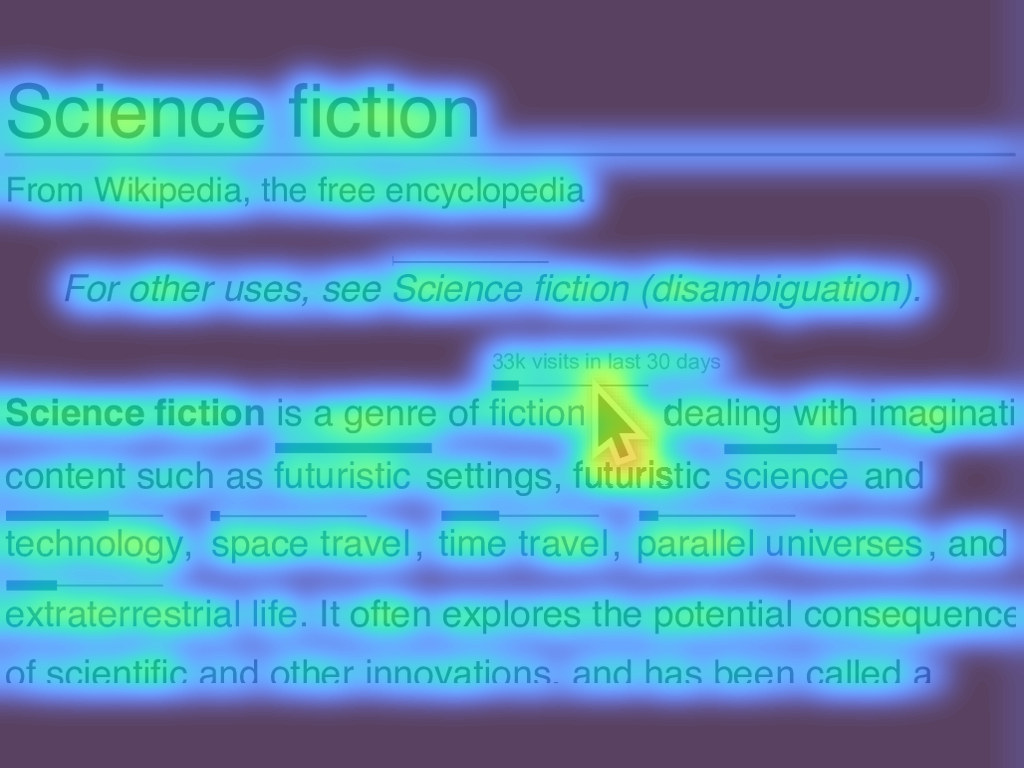 Science fiction
From Wikipedia, the free encyclopedia
For other uses, see Science fiction (disambiguation).
33k visits in last 30 days
Science fiction is a genre of fiction dealing with imaginati
content such as futuristic settings, futuristic science and
technology, space travel, time travel, parallel universes, and
extraterrestrial life. It often explores the potential consequence
of scientific and other innovations, and has been called a